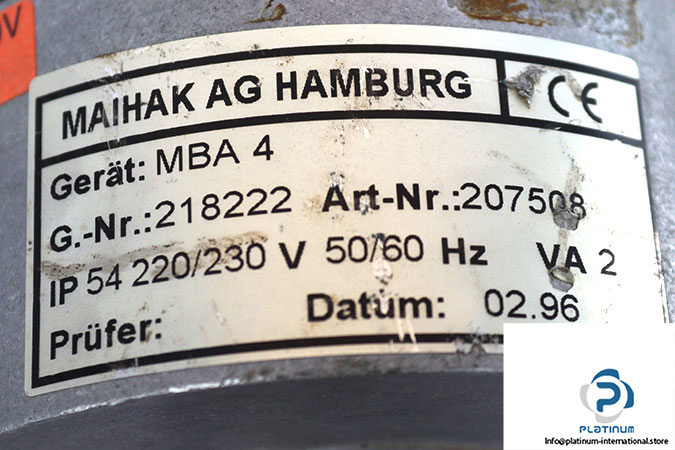 0V
MAIHAK AG HAMBURG CE
Gerät: MBA 4
G.-Nr.:218222 Art-Nr.:207508
IP 54 220/230 V 50/60 Hz VA 2
Prüfer: Datum: 02.96
PLATINUM
Info@platinum-international.store